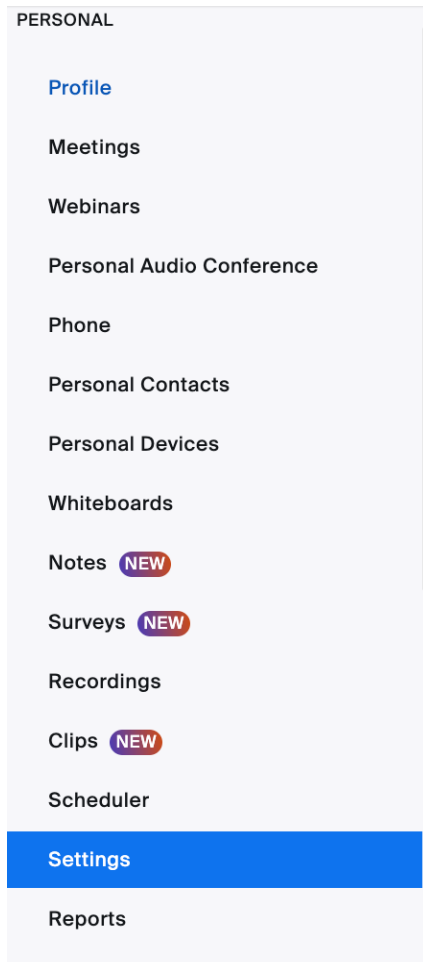 PERSONAL
Profile
Meetings
Webinars
Personal Audio Conference
Phone
Personal Contacts
Personal Devices
Whiteboards
Notes NEW
Surveys NEW
Recordings
Clips NEW
Scheduler
Settings
Reports